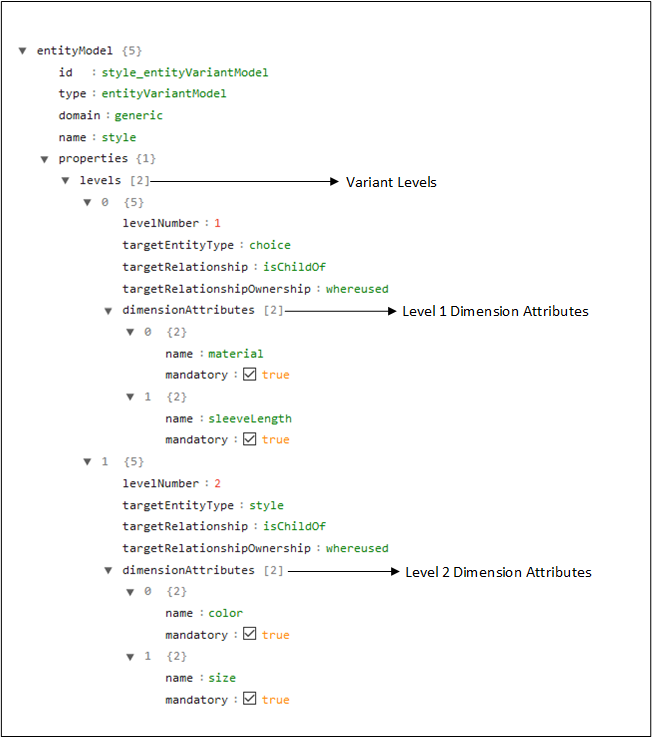 entityModel {5}
id : style_entityVariantModel
type : entityVariantModel
domain : generic
name : style
properties {1}
levels [2] Variant Levels
0 {5}
levelNumber : 1
targetEntityType : choice
targetRelationship : isChildOf
targetRelationshipOwnership : whereused
dimensionAttributes [2] Level 1 Dimension Attributes
0 {2}
name : material
mandatory : true
1 {2}
name : sleeveLength
mandatory : true
1 {5}
levelNumber : 2
targetEntityType : style
targetRelationship : isChildOf
targetRelationshipOwnership : whereused
dimensionAttributes [2] Level 2 Dimension Attributes
0 {2}
name : color
mandatory : true
1 {2}
name : size
mandatory : true